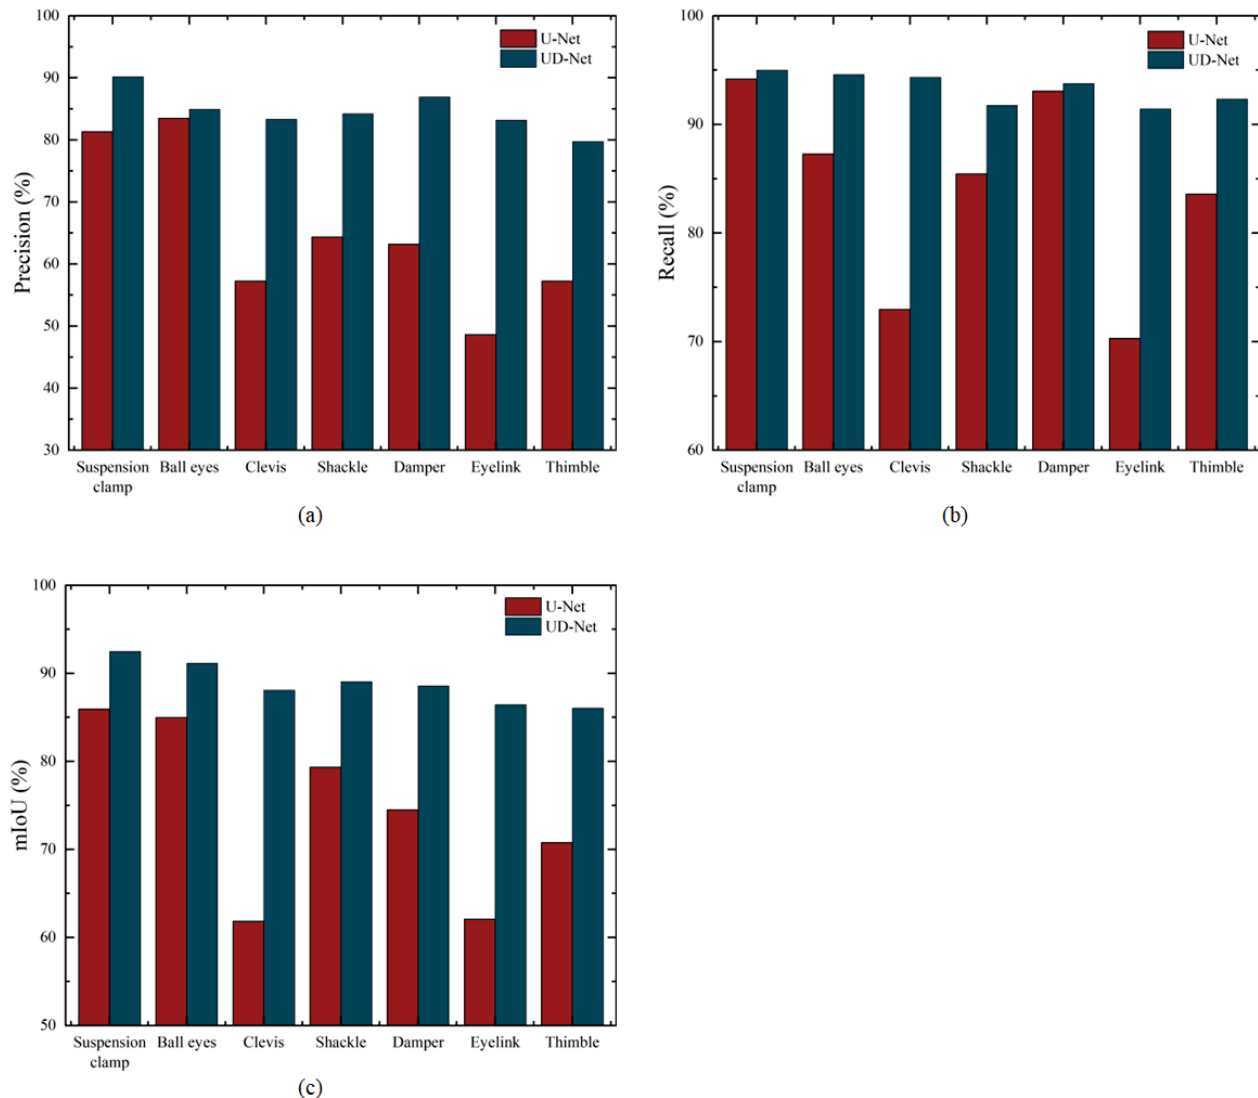 100
90
80
70
60
50
40
30
Precision (%)
U-Net
UD-Net
Suspension clamp
Ball eyes
Clevis
Shackle
Damper
Eyelink
Thimble
(a)
100
90
80
70
60
Recall (%)
U-Net
UD-Net
Suspension clamp
Ball eyes
Clevis
Shackle
Damper
Eyelink
Thimble
(b)
100
90
80
70
60
50
mIoU (%)
U-Net
UD-Net
Suspension clamp
Ball eyes
Clevis
Shackle
Damper
Eyelink
Thimble
(c)